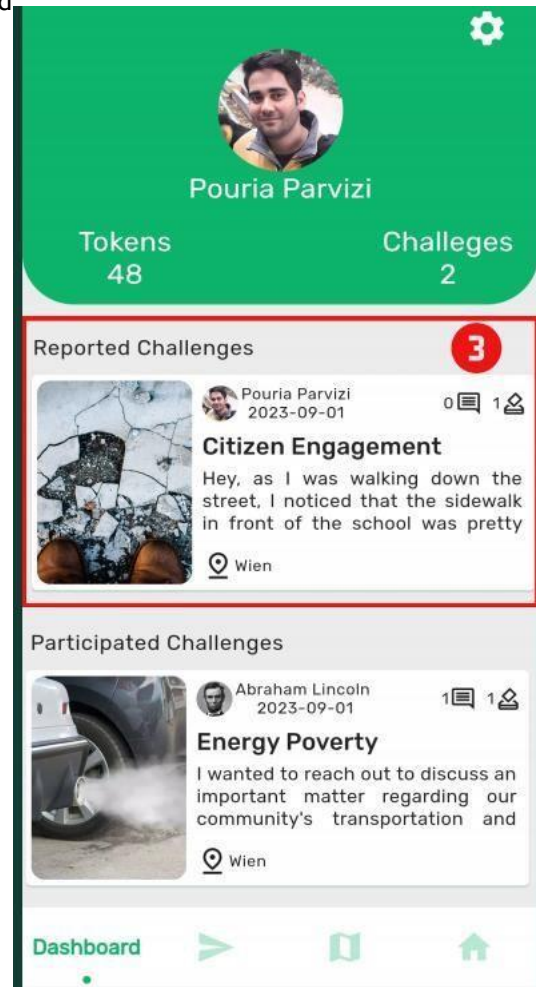 d
Pouria Parvizi
Tokens
Challeges
48
2
Reported Challenges
3
Pouria Parvizi
2023-09-01
0
1
Citizen Engagement
Hey, as I was walking down the
street, I noticed that the sidewalk
in front of the school was pretty
Wien
Participated Challenges
Abraham Lincoln
2023-09-01
1
1
Energy Poverty
I wanted to reach out to discuss an
important matter regarding our
community's transportation and
Wien
Dashboard